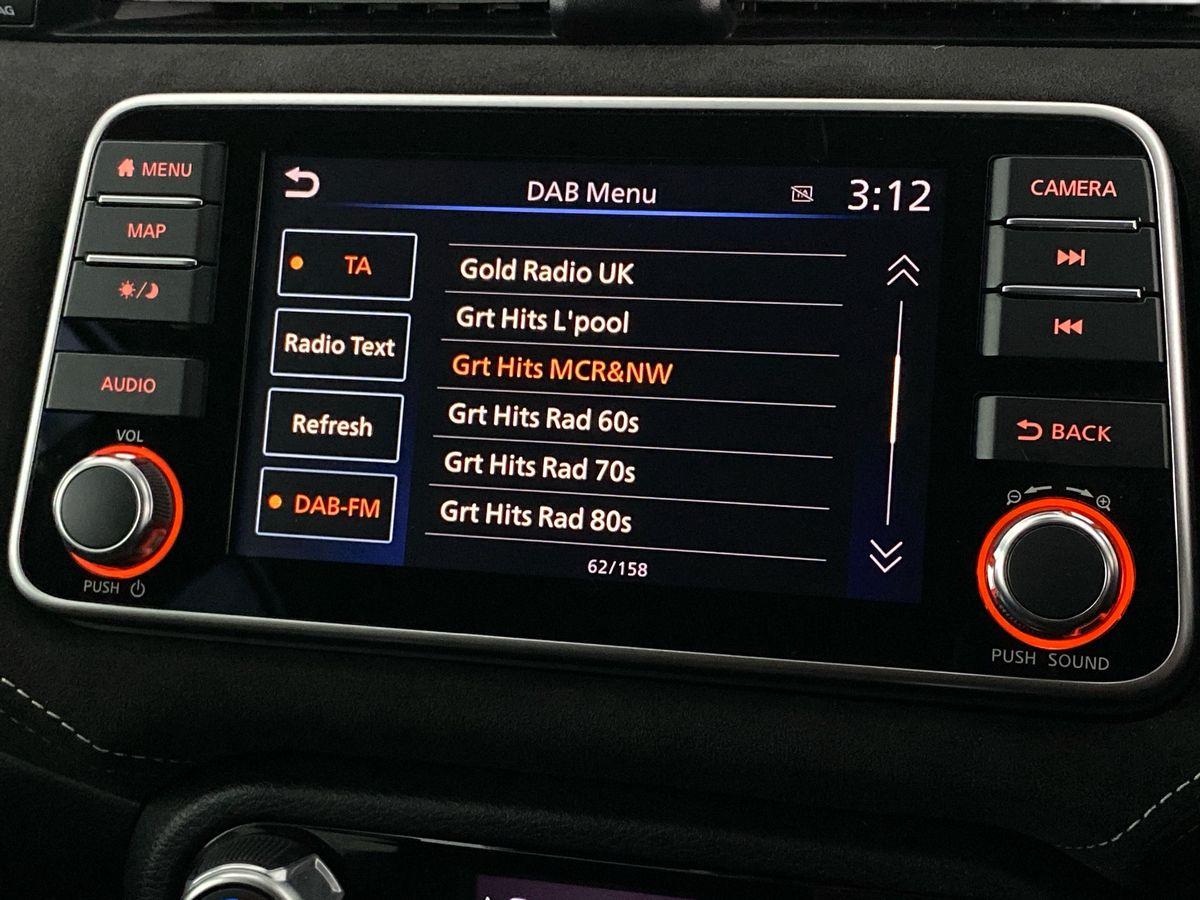 AG
MENU
MAP
AUDIO
VOL
PUSH
DAB Menu
TA
3:12
TA
Radio Text
Refresh
DAB-FM
Gold Radio UK
Grt Hits L'pool
Grt Hits MCR&NW
Grt Hits Rad 60s
Grt Hits Rad 70s
Grt Hits Rad 80s
62/158
CAMERA
BACK
PUSH SOUND